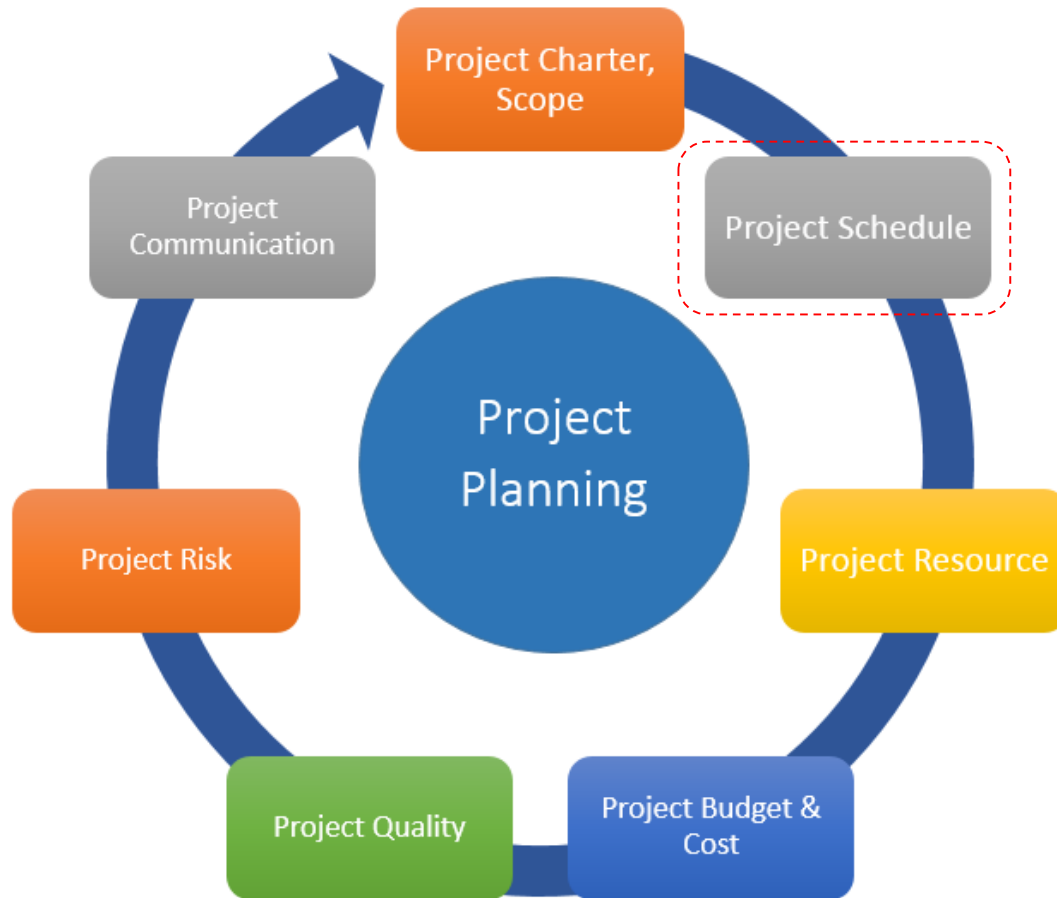 Project Charter,
Scope
Project Schedule
Project
Communication
Project
Planning
Project Risk
Project Resource
Project Quality
Project Budget &
Cost